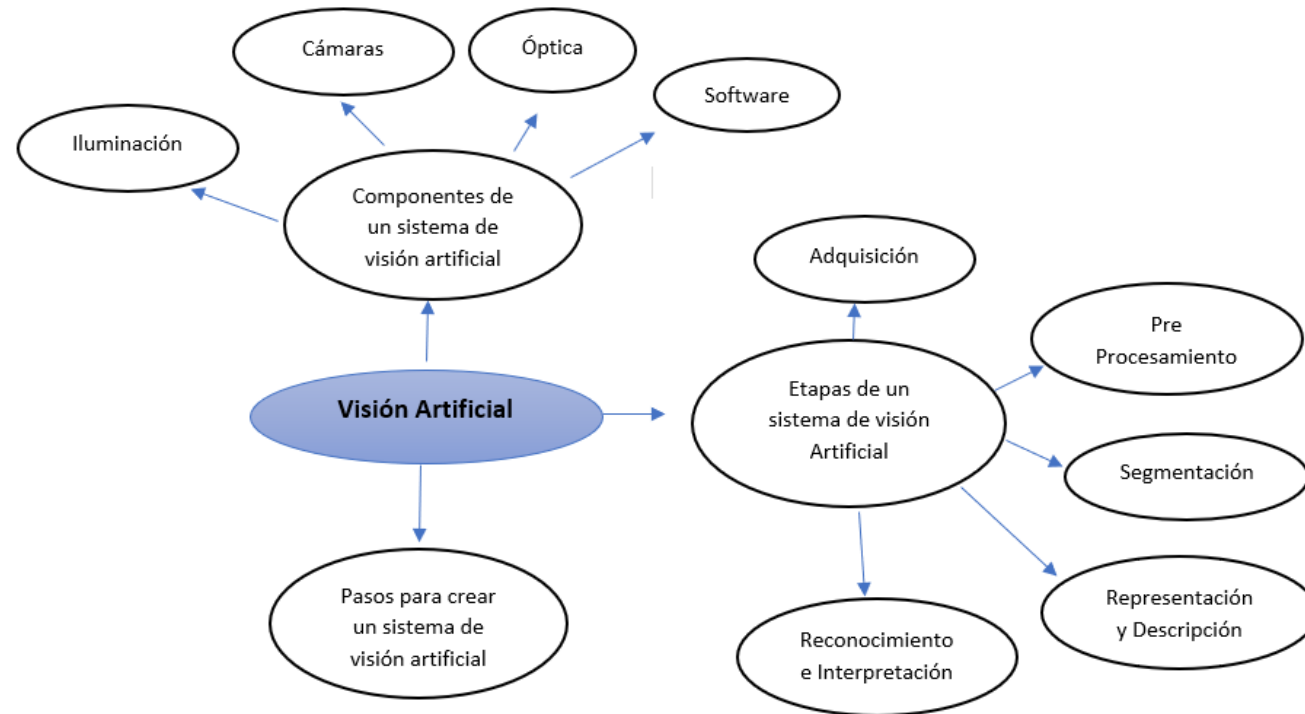 Cámaras
Óptica
Software
Iluminación
Componentes de
un sistema de
visión artificial
Adquisición
Pre
Procesamiento
Visión Artificial
Etapas de un
sistema de visión
Artificial
Segmentación
Pasos para crear
un sistema de
visión artificial
Reconocimiento
e Interpretación
Representación
y Descripción